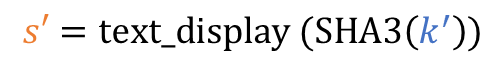 s′ = text_display (SHA3(k′))